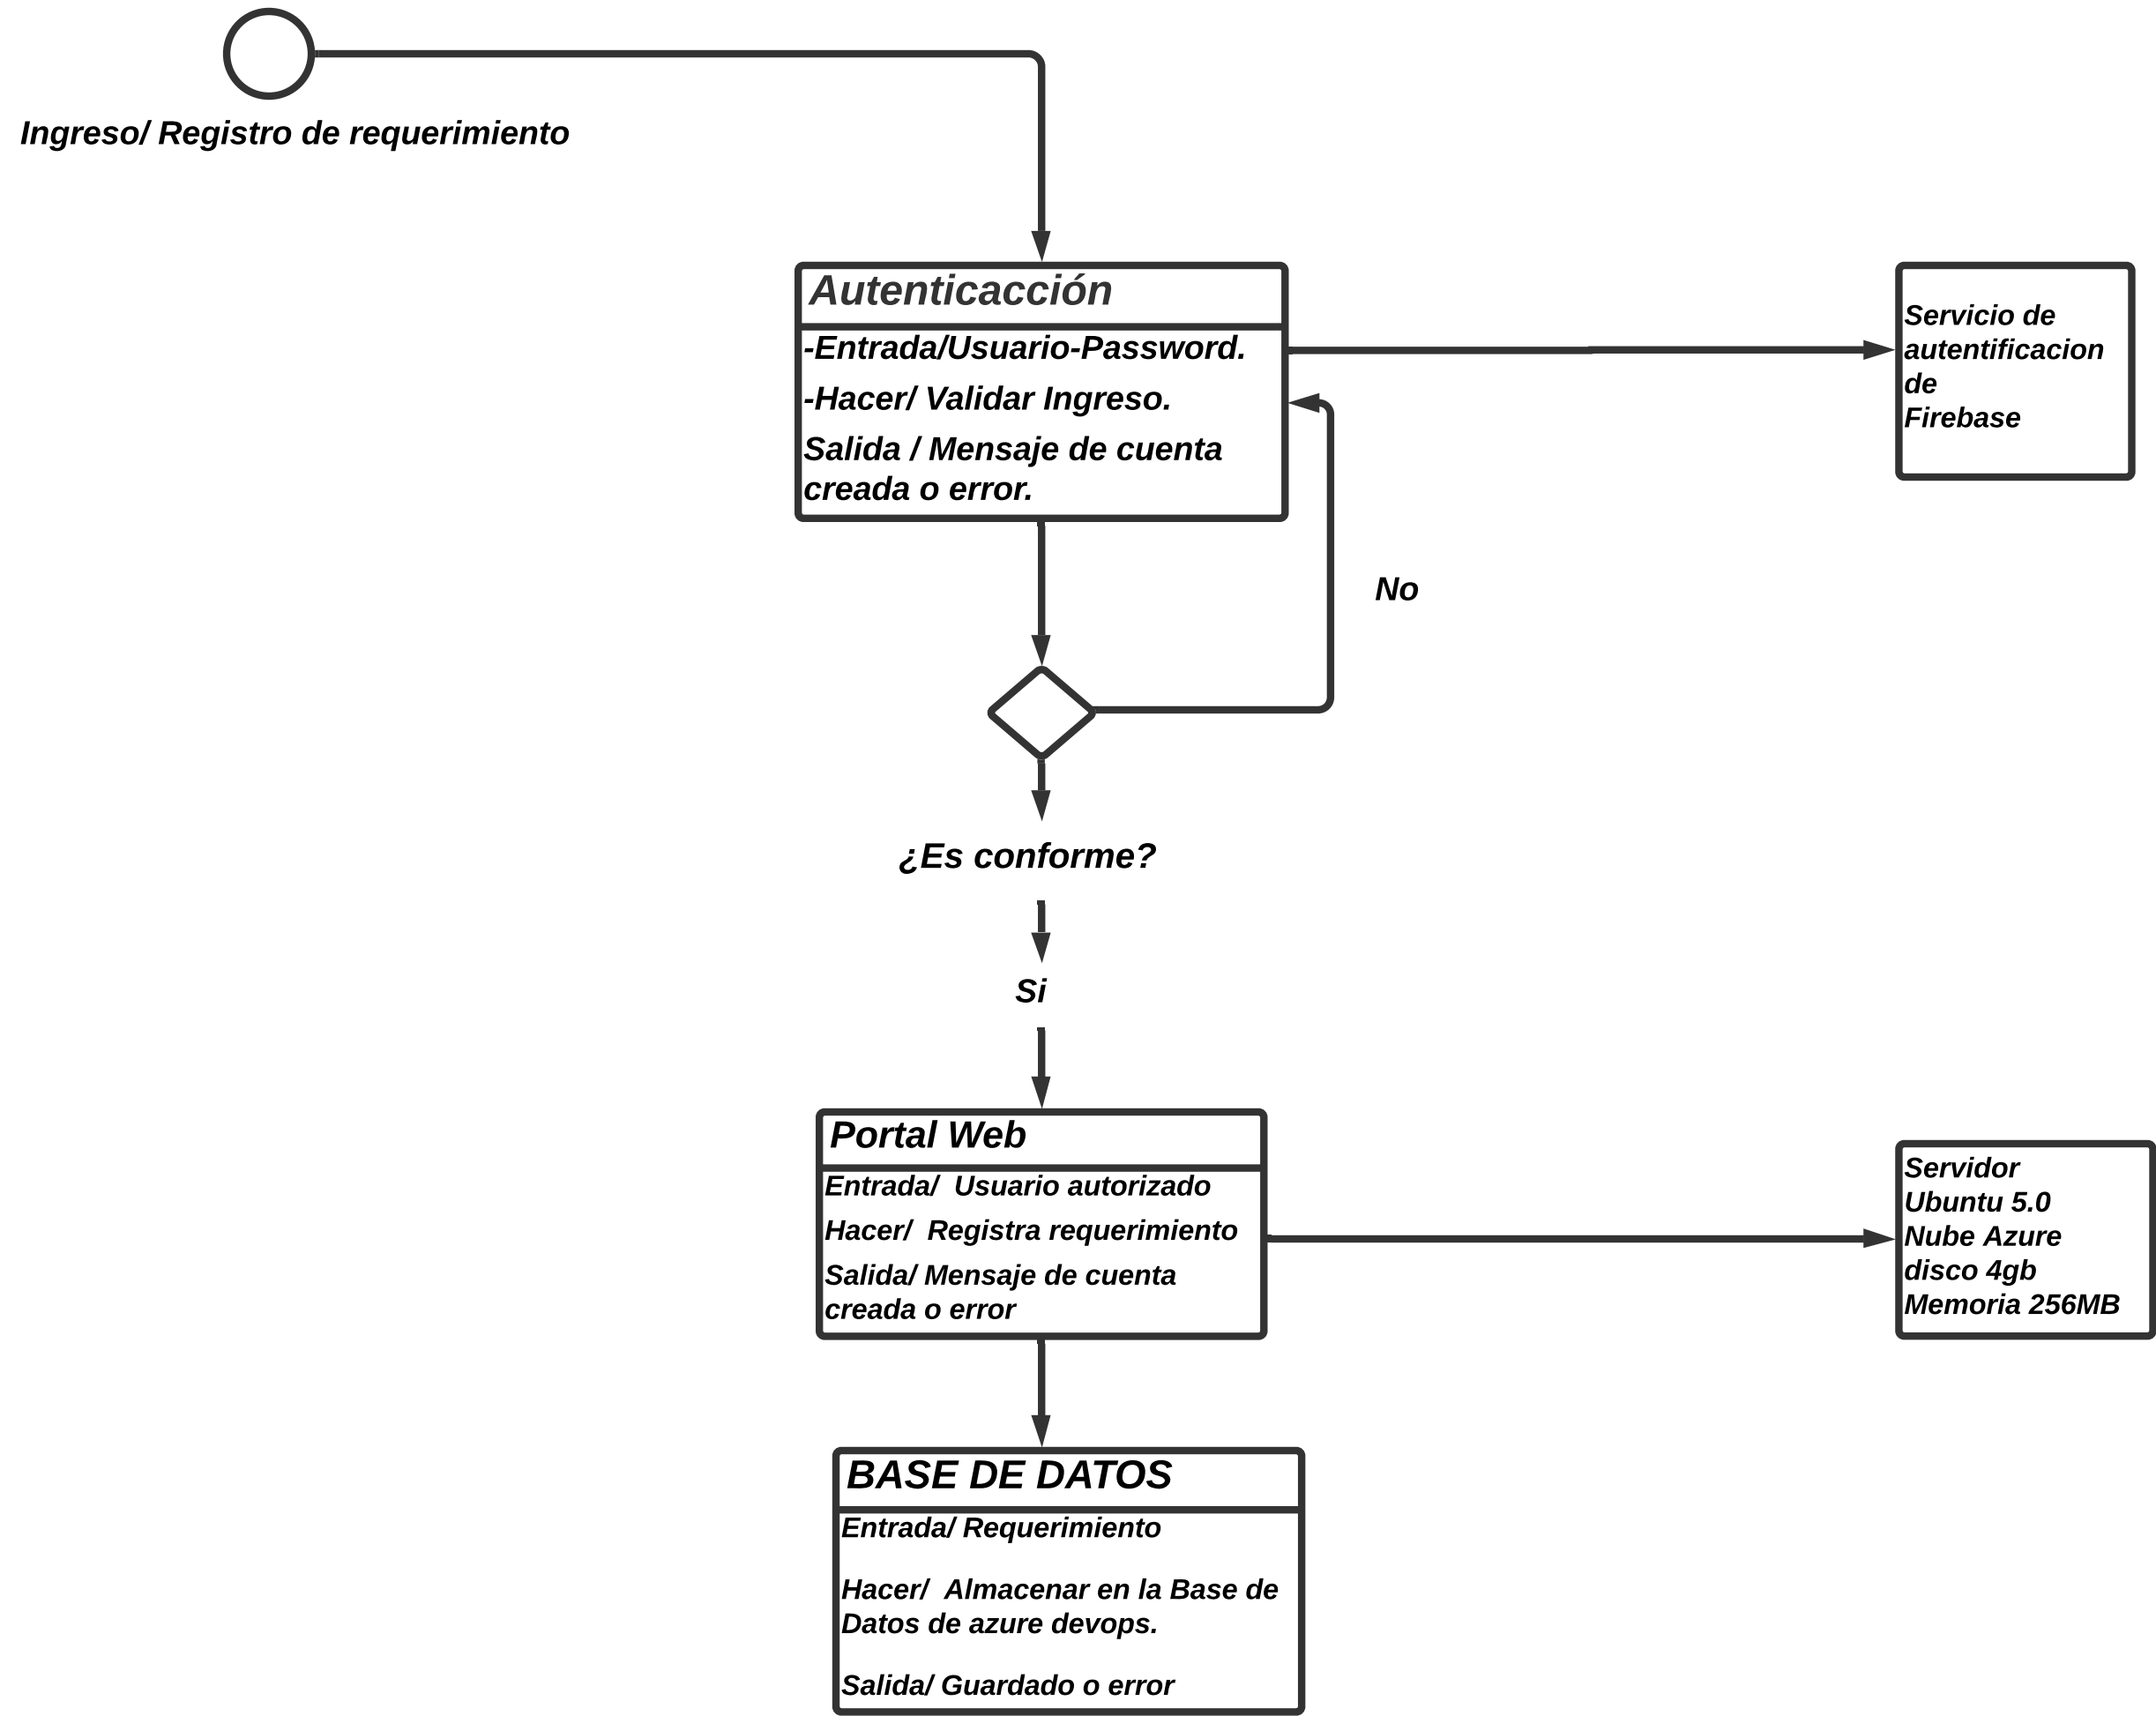 Ingreso/ Registro de requerimiento
Autenticacción
-Entrada/Usuario-Password.
-Hacer/ Validar Ingreso.
Salida / Mensaje de cuenta
creada o error.
Servicio de
autentificacion
de
Firebase
No
¿Es conforme?
Si
Portal Web
Entrada/  Usuario autorizado
Hacer/  Registra requerimiento
Salida/ Mensaje de cuenta
creada o error
Servidor
Ubuntu 5.0
Nube Azure
disco 4gb
Memoria 256MB
BASE DE DATOS
Entrada/ Requerimiento
Hacer/  Almacenar en la Base de
Datos de azure devops.
Salida/ Guardado o error